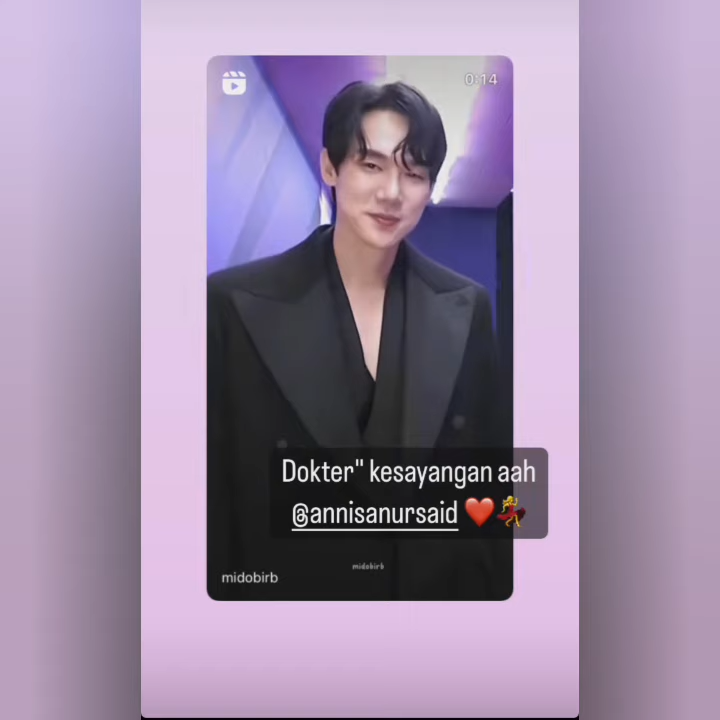 0:14
Dokter" kesayangan aah
@annisanursaid ❤️💃
midobirb
midobirb